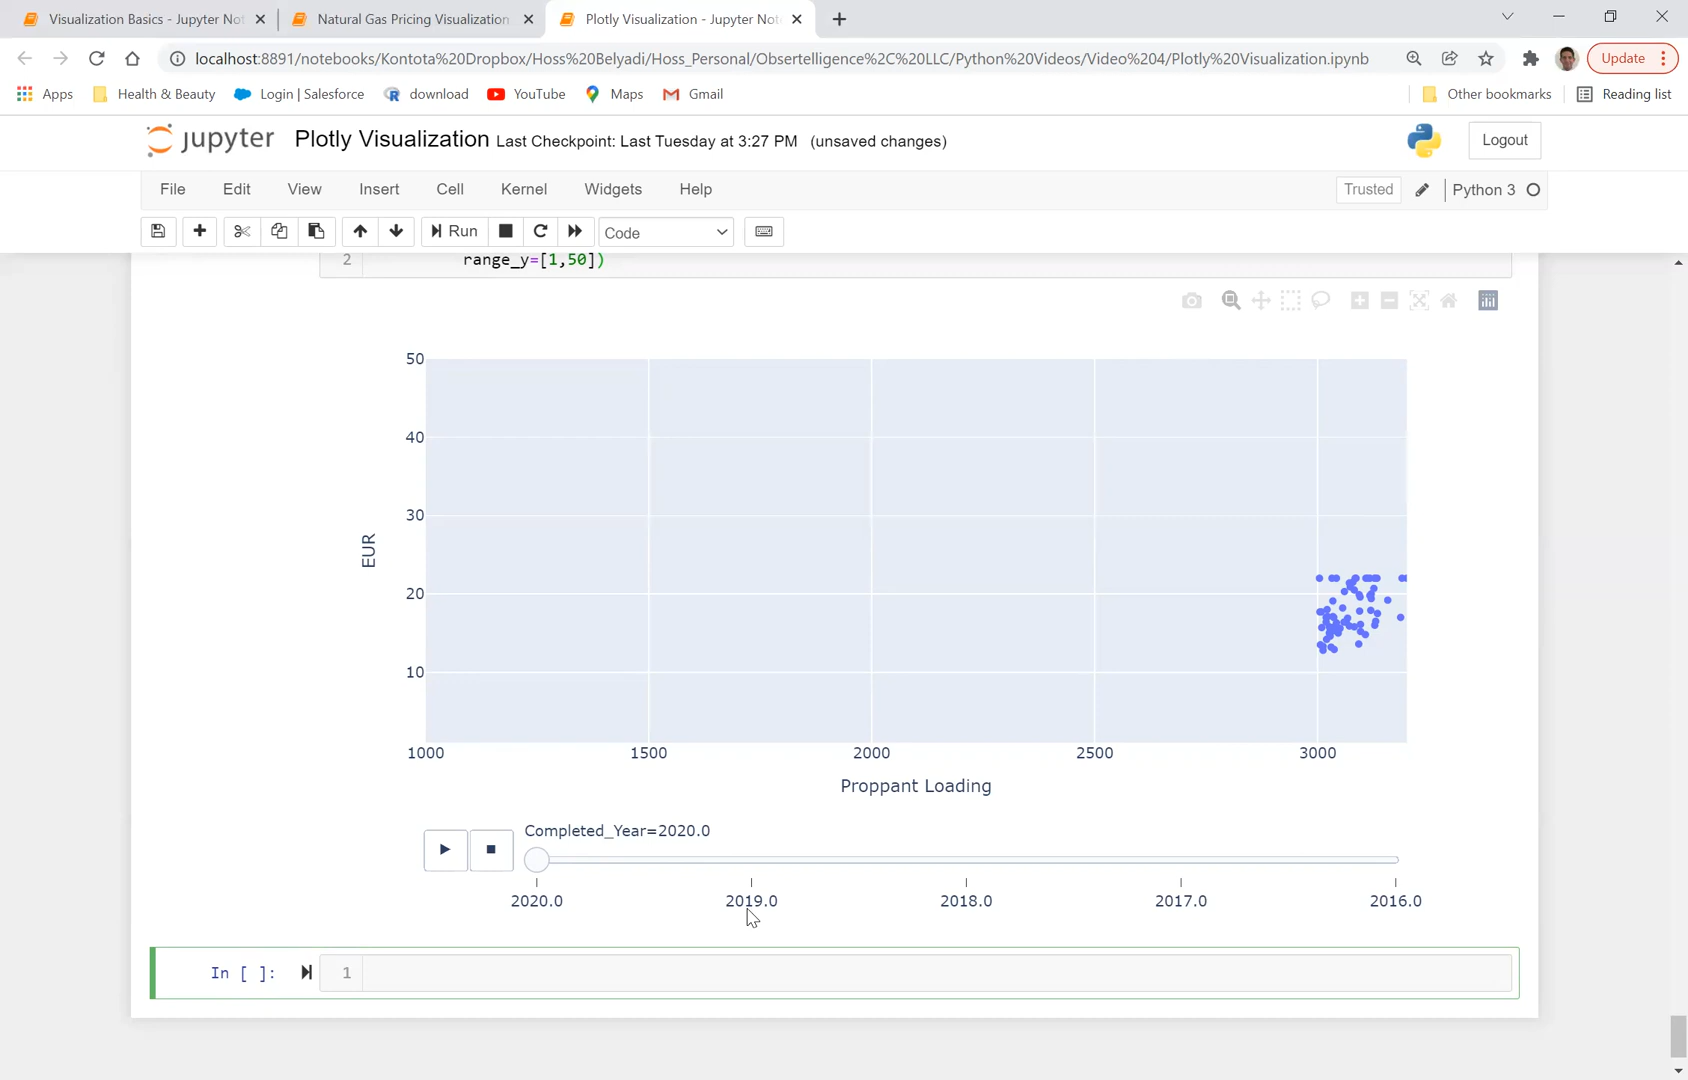 Visualization Basics - Jupyter Not
Natural Gas Pricing Visualization
Plotly Visualization - Jupyter Not
localhost:8891/notebooks/Kontota%20Dropbox/Hoss%20Belyadi/Hoss_Personal/Obsertelligence%2C%20LLC/Python%20Videos/Video%204/Plotly%20Visualization.ipynb
Update
Apps
Health & Beauty
Login | Salesforce
download
YouTube
Maps
Gmail
Other bookmarks
Reading list
jupyter
Plotly Visualization Last Checkpoint: Last Tuesday at 3:27 PM (unsaved changes)
Logout
File
Edit
View
Insert
Cell
Kernel
Widgets
Help
Trusted
Python 3
Run
Code
2 range_y=[1,50])
50
40
30
20
10
EUR
1000
1500
2000
2500
3000
Proppant Loading
Completed_Year=2020.0
2020.0
2019.0
2018.0
2017.0
2016.0
In [ ]:
1